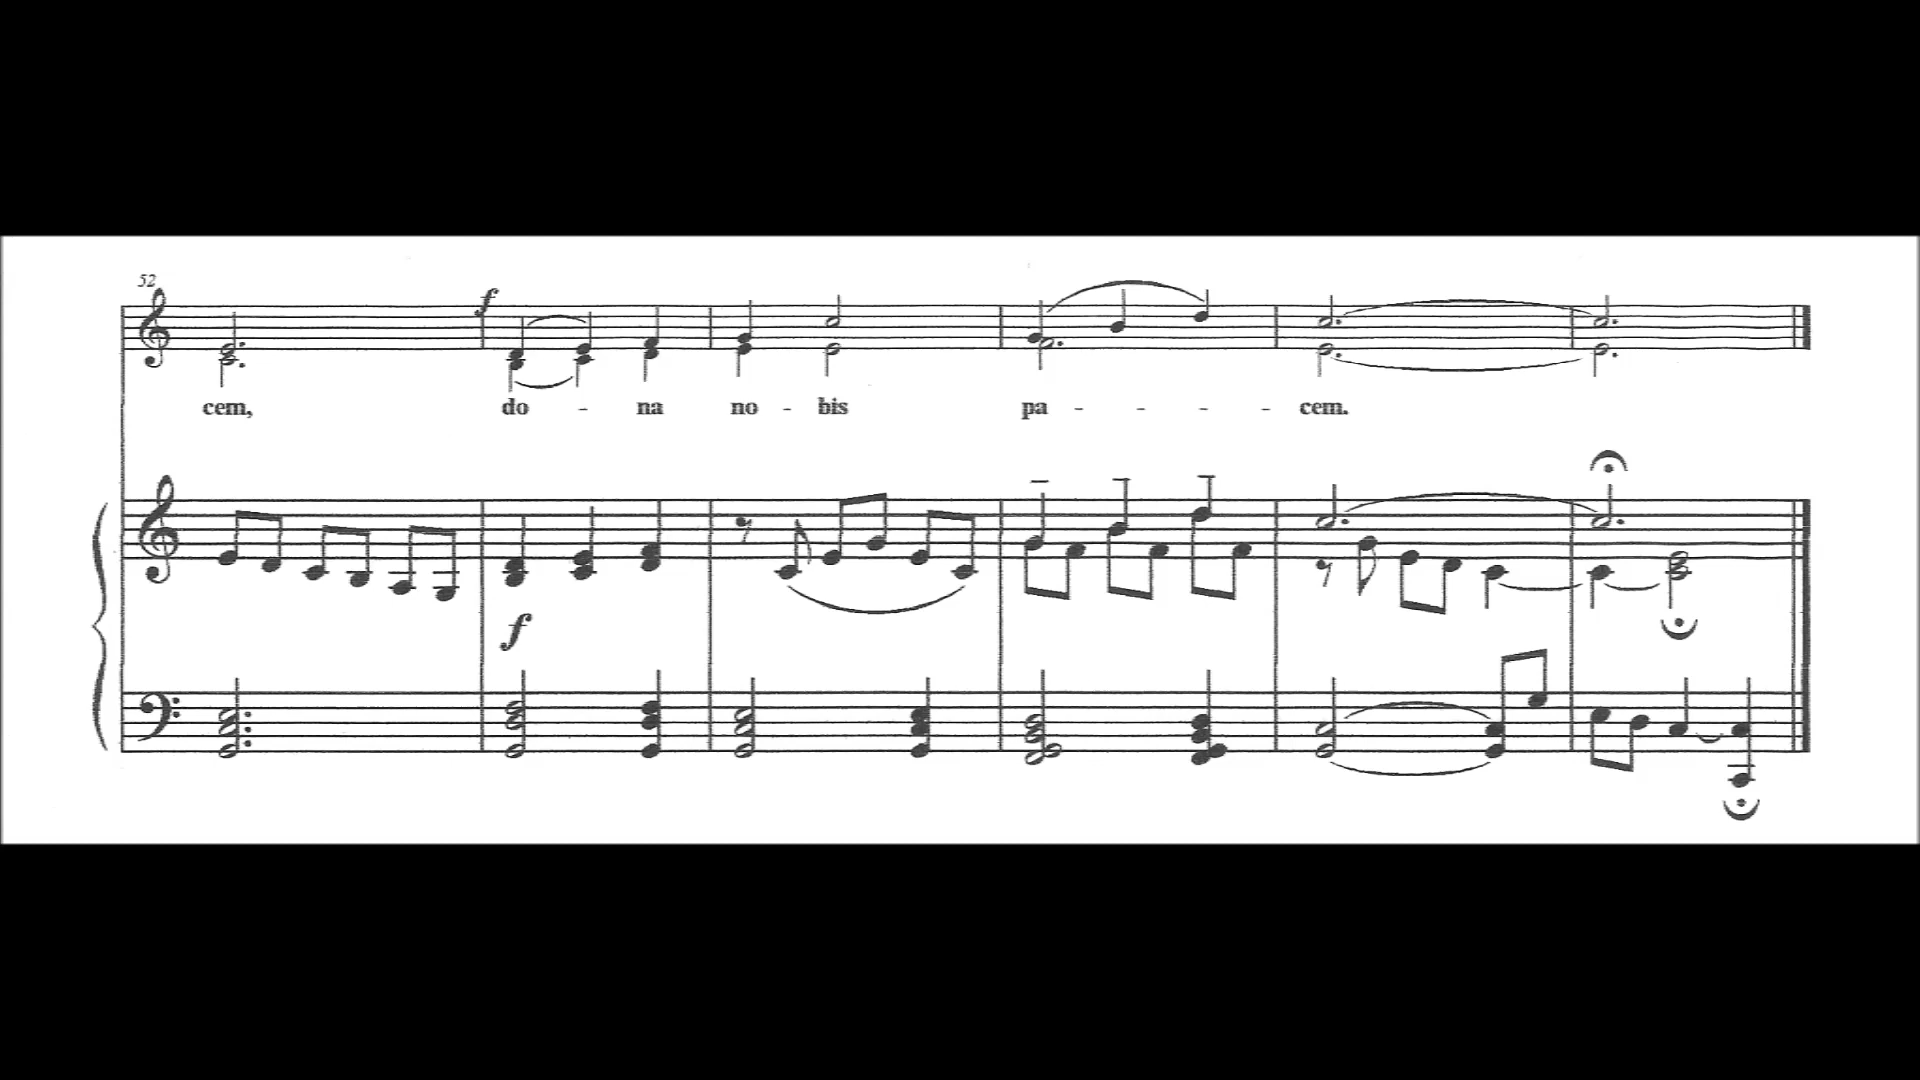 52
f
cem, do - na no - bis pa - - - - cem.
f